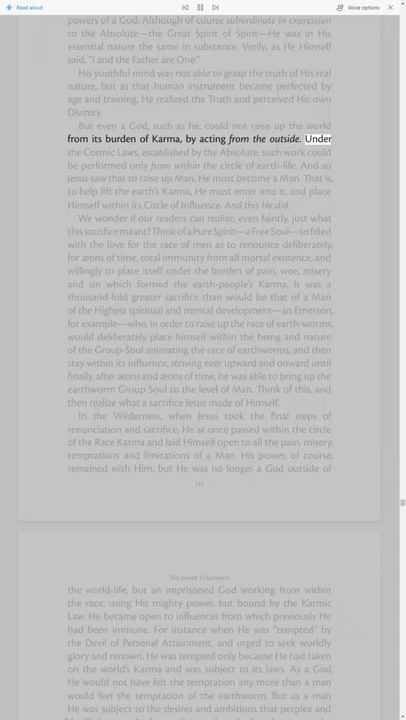 Read aloud
Voice options
powers of a God. Although of course subordinate in expression
to the Absolute—the Great Spirit of Spirit—He was in His
essential nature the same in substance. Verily, as He Himself
said, "I and the Father are One."
His youthful mind was not able to grasp the truth of His real
nature, but as that human instrument became perfected by
age and training, He realized the Truth and perceived His own
Divinity.
But even a God, such as he, could not raise up the world
from its burden of Karma, by acting from the outside. Under
the Cosmic Laws, established by the Absolute, such work could
be performed only from within the circle of earth-life. And so
Jesus saw that to raise up Man, He must become a Man. That is,
to help lift the earth's Karma, He must enter into it, and place
Himself within its Circle of Influence. And this He did.
We wonder if our readers can realize, even faintly, just what
this sacrifice meant? Think of a Pure Spirit—a Free Soul—so filled
with the love for the race of men as to renounce deliberately,
for æons of time, total immunity from all mortal existence, and
willingly to place itself under the burden of pain, woe, misery
and sin which formed the earth-people's Karma. It was a
thousand-fold greater sacrifice than would be that of a Man
of the Highest spiritual and mental development—an Emerson,
for example—who, in order to raise up the race of earth-worms,
would deliberately place himself within the being and nature
of the Group-Soul animating the race of earthworms, and then
stay within its influence, striving ever upward and onward until
finally, after æons and æons of time, he was able to bring up the
earthworm Group Soul to the level of Man. Think of this, and
then realize what a sacrifice Jesus made of Himself.
In the Wilderness, when Jesus took the final steps of
renunciation and sacrifice, He at once passed within the circle
of the Race Karma and laid Himself open to all the pain, misery,
temptations and limitations of a Man. His power, of course,
remained with Him, but He was no longer a God outside of
the world-life, but an imprisoned God working from within
the race, using His mighty power, but bound by the Karmic
Law. He became open to influences from which previously He
had been immune. For instance when He was "tempted" by
the Devil of Personal Attainment, and urged to seek worldly
glory and renown, He was tempted only because He had taken
on the world's Karma and was subject to its laws. As a God,
He would not have felt the temptation any more than a man
would feel the temptation of the earthworm. But as a man
He was subject to the desires and ambitions that perplex and